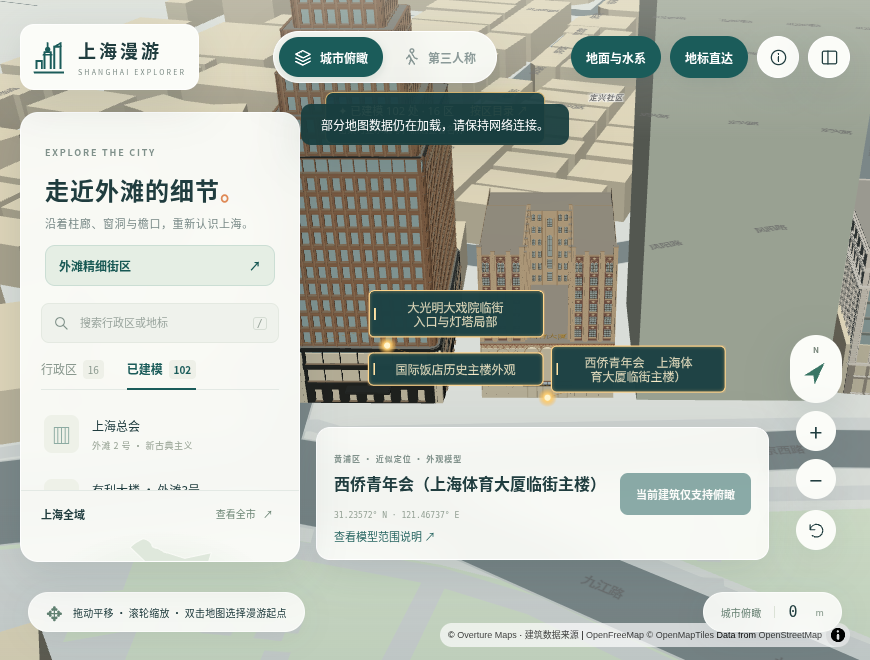 上海漫游
SHANGHAI EXPLORER
城市俯瞰
第三人称
地面与水系
地标直达
走兴社区
部分地图数据仍在加载，请保持网络连接。
EXPLORE THE CITY
走近外滩的细节。
沿着柱廊、窗洞与檐口，重新认识上海。
外滩精细街区 ↗
搜索行政区或地标 /
行政区 16 已建模 102
上海总会
外滩 2 号 · 新古典主义
有利大楼 · 外滩3号
上海全域 查看全市 ↗
大光明大戏院临街
入口与灯塔局部
国际饭店历史主楼外观
西侨青年会（上海体
育大厦临街主楼）
黄浦区 · 近似定位 · 外观模型
西侨青年会（上海体育大厦临街主楼）
31.23572° N · 121.46737° E
查看模型范围说明 ↗
当前建筑仅支持俯瞰
N
+
−
九江路
拖动平移 · 滚轮缩放 · 双击地图选择漫游起点
城市俯瞰 0 m
© Overture Maps · 建筑数据来源 | OpenFreeMap © OpenMapTiles Data from OpenStreetMap